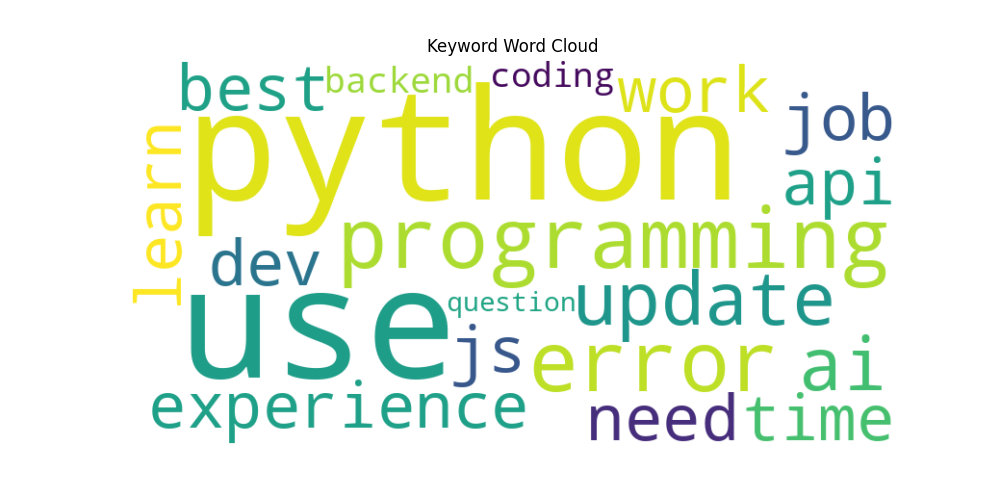 Keyword Word Cloud
best backend coding work
python job
learn api
programming
dev
use question update
js error ai
experience need time